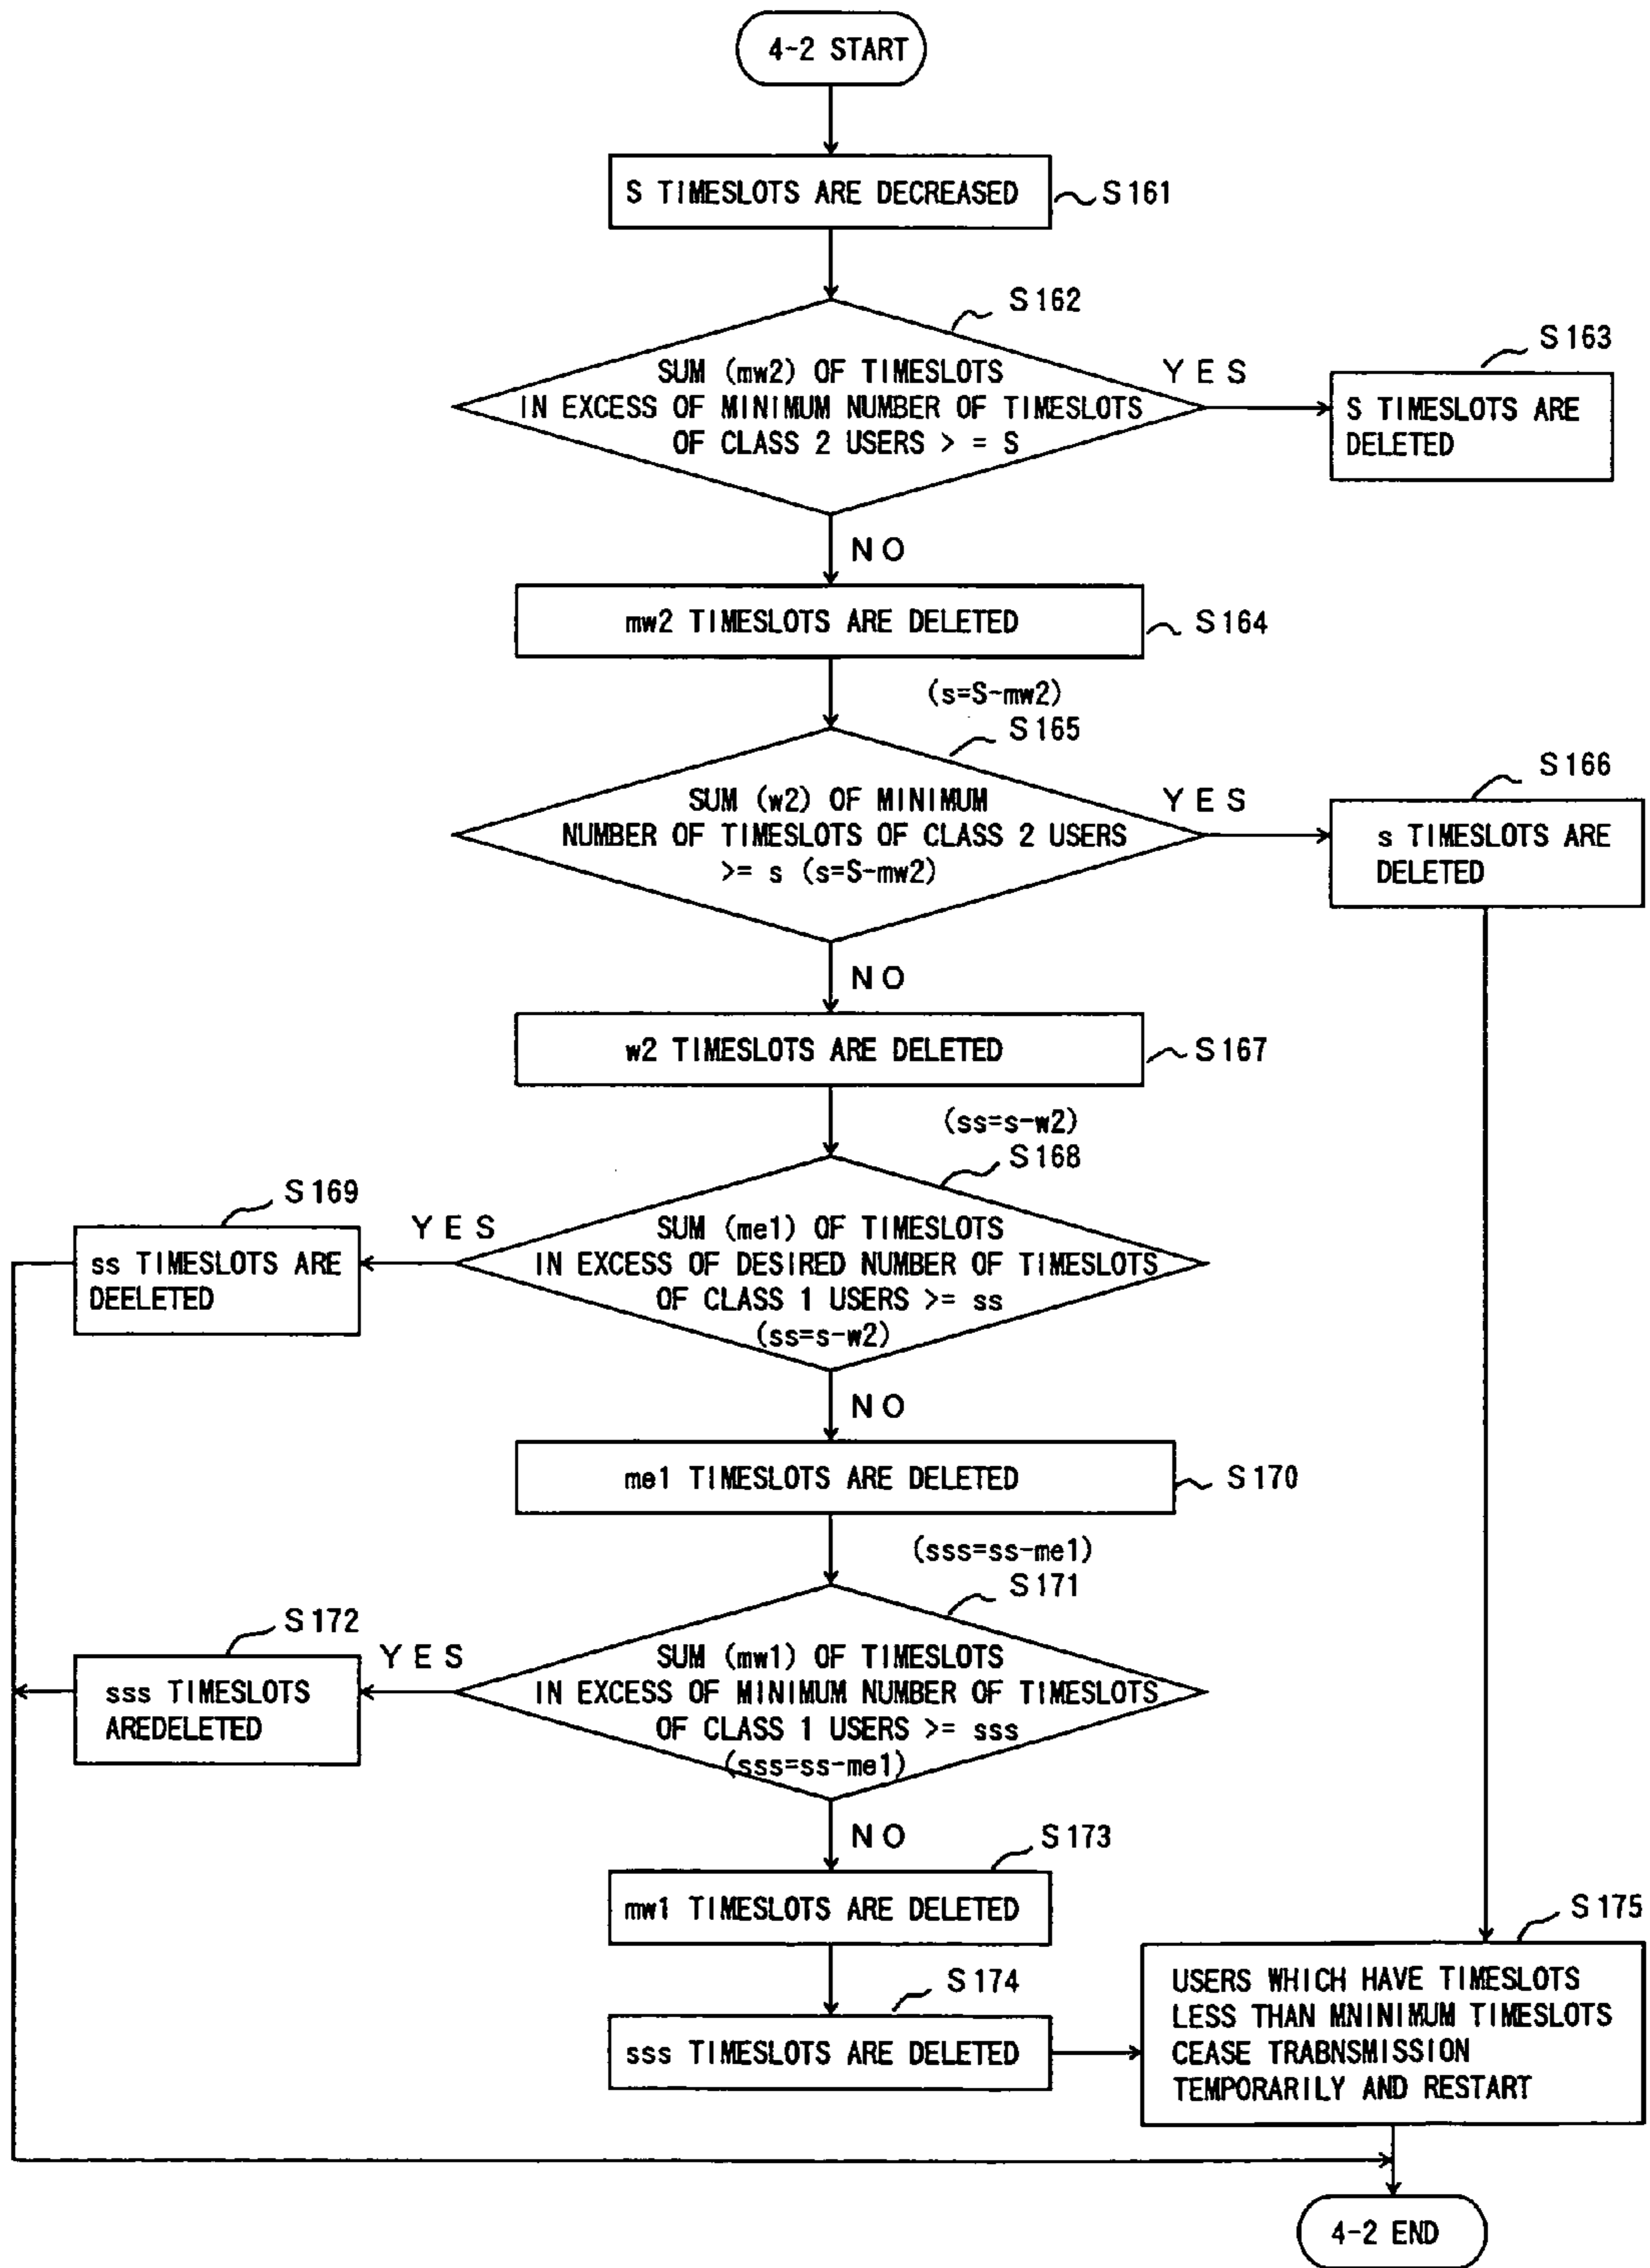 4-2 START
S TIMESLOTS ARE DECREASED
S161
S162
SUM (mw2) OF TIMESLOTS
IN EXCESS OF MINIMUM NUMBER OF TIMESLOTS
OF CLASS 2 USERS > = S
YES
S163
S TIMESLOTS ARE
DELETED
NO
mw2 TIMESLOTS ARE DELETED
S164
(s=S-mw2)
S165
SUM (w2) OF MINIMUM
NUMBER OF TIMESLOTS OF CLASS 2 USERS
>= s (s=S-mw2)
YES
S166
s TIMESLOTS ARE
DELETED
NO
w2 TIMESLOTS ARE DELETED
S167
(ss=s-w2)
S168
SUM (me1) OF TIMESLOTS
IN EXCESS OF DESIRED NUMBER OF TIMESLOTS
OF CLASS 1 USERS >= ss
(ss=s-w2)
YES
S169
ss TIMESLOTS ARE
DEELETED
NO
me1 TIMESLOTS ARE DELETED
S170
(sss=ss-me1)
S171
SUM (mw1) OF TIMESLOTS
IN EXCESS OF MINIMUM NUMBER OF TIMESLOTS
OF CLASS 1 USERS >= sss
(sss=ss-me1)
YES
S172
sss TIMESLOTS
AREDELETED
NO
S173
mw1 TIMESLOTS ARE DELETED
S174
sss TIMESLOTS ARE DELETED
S175
USERS WHICH HAVE TIMESLOTS
LESS THAN MNINIMUM TIMESLOTS
CEASE TRABNSMISSION
TEMPORARILY AND RESTART
4-2 END